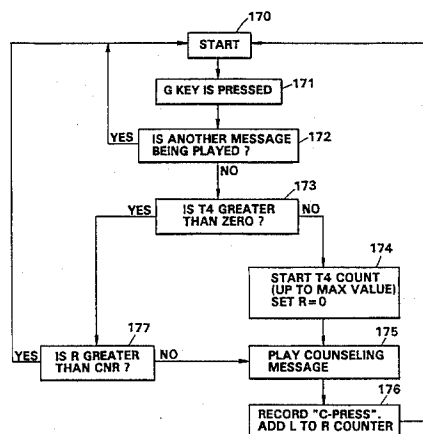 170
START
G KEY IS PRESSED
171
YES
IS ANOTHER MESSAGE
BEING PLAYED ?
172
NO
173
YES
IS T4 GREATER
THAN ZERO ?
NO
174
START T4 COUNT
(UP TO MAX VALUE)
SET R=0
177
175
YES
IS R GREATER
THAN CNR ?
NO
PLAY COUNSELING
MESSAGE
176
RECORD "C-PRESS".
ADD L TO R COUNTER